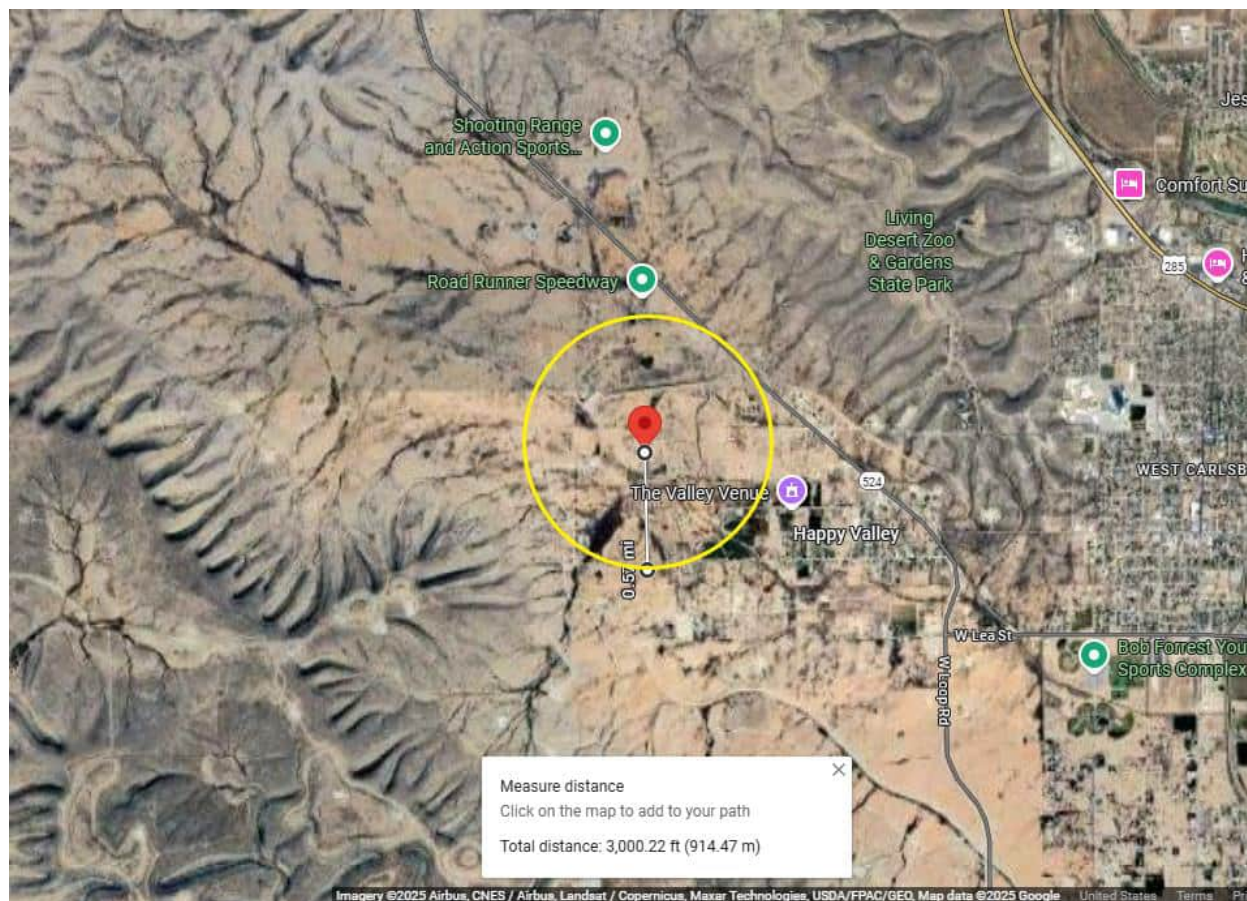 Jes
Shooting Range
and Action Sports...
Comfort Su
Living
Desert Zoo
& Gardens
State Park
285
H
&
Road Runner Speedway
524
WEST CARLSB
The Valley Venue
Happy Valley
0.57 mi
W Lea St
Bob Forrest You
Sports Complex
W Loop Rd
Measure distance
Click on the map to add to your path
Total distance: 3,000.22 ft (914.47 m)
Imagery ©2025 Airbus, CNES / Airbus, Landsat / Copernicus, Maxar Technologies, USDA/FPAC/GEO, Map data ©2025 Google United States Terms Pri